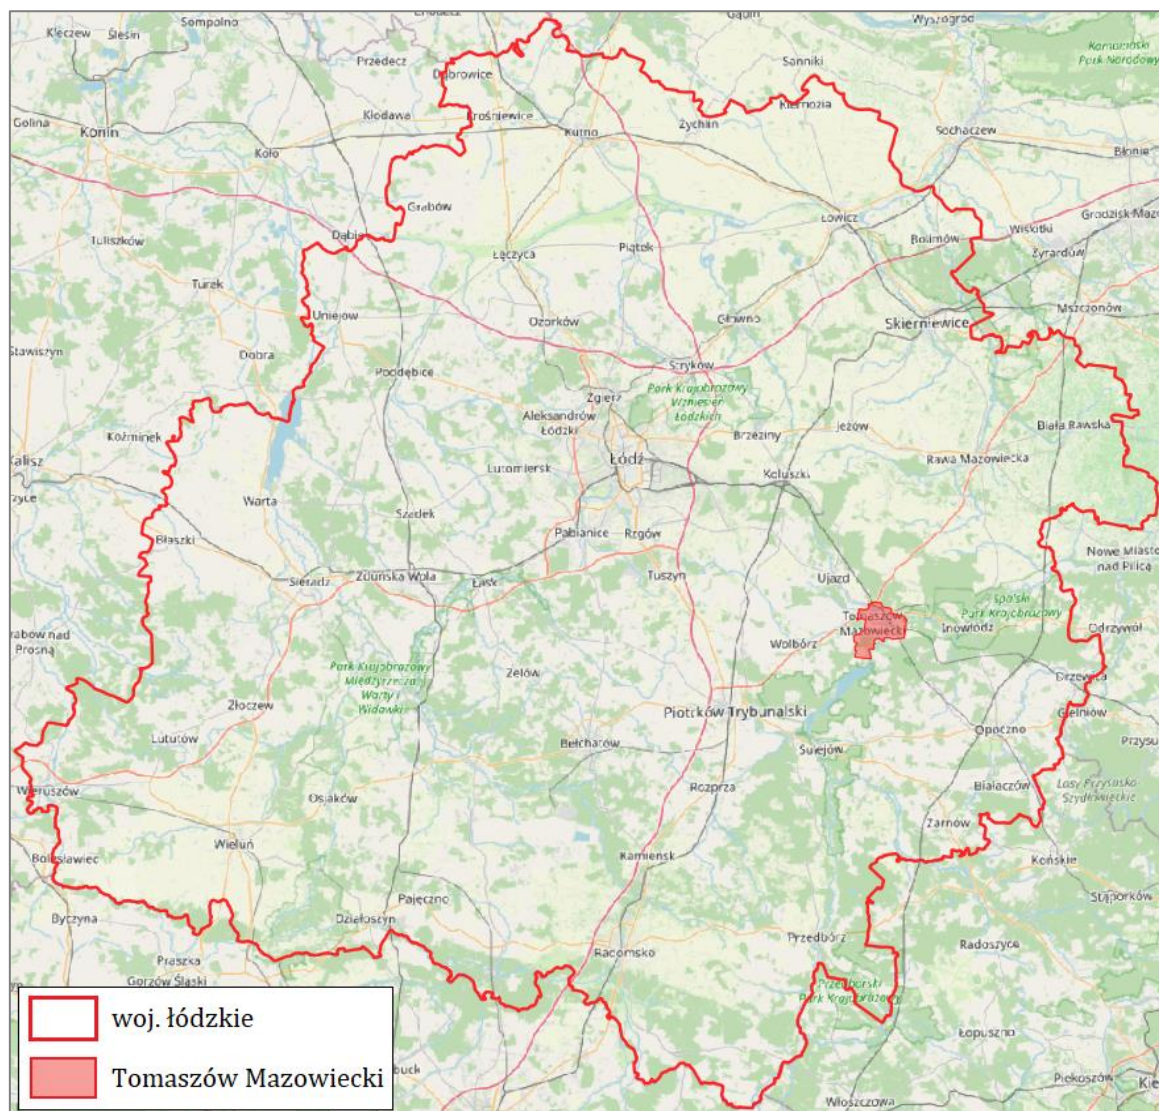 Sompolno
Gąbin
Wyszogród
Kleczew
Ślesin
Przedecz
Dąbrowice
Sanniki
Kampinoski
Park Narodowy
Kiernozia
Golina
Konin
Kłodawa
Krośniewice
Kutno
Żychlin
Sochaczew
Koło
Błonie
Grabów
Łowicz
Wiskitki
Tuliszków
Dąbie
Łęczyca
Piątek
Bolimów
Żyrardów
Turek
Uniejow
Ozorków
Głowno
Skierniewice
Mszczonów
Stawiszyn
Dobra
Poddębice
Stryków
Park Krajobrazowy
Wzniesień
Łódzkich
Zgierz
Aleksandrów
Łódzki
Koźminek
Brzeziny
Jeżów
Biała Rawska
Kalisz
Lutomiersk
Łódź
Koluszki
Rawa Mazowiecka
Warta
Szadek
Pabianice
Rzgów
Błaszki
Nowe Miasto
nad Pilicą
Sieradz
Zduńska Wola
Łask
Tuszyn
Ujazd
Spalski
Park Krajobrazowy
Tomaszów
Mazowiecki
Inowłódz
Odrzywół
Grabów nad
Prosną
Wolbórz
Park Krajobrazowy
Międzyrzecza
Warty i
Widawki
Zelów
Drzewica
Złoczew
Piotrków Trybunalski
Gielniów
Lututów
Bełchatów
Sulejów
Opoczno
Wieruszów
Osjaków
Rozprza
Białaczów
Lasy Przysusko
Szydłowieckie
Żarnów
Wieluń
Kamieńsk
Końskie
Bolesławiec
Pajęczno
Stąporków
Byczyna
Działoszyn
Przedbórz
Radoszyce
Radomsko
Praszka
Gorzów Śląski
Przedborski
Park Krajobrazowy
woj. łódzkie
Łopuszno
Tomaszów Mazowiecki
Piekoszów
Włoszczowa